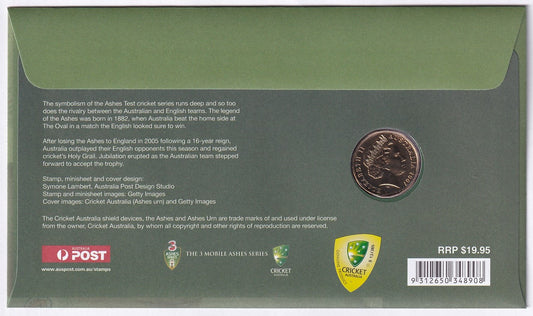 The symbolism of the Ashes Test cricket series runs deep and so too
does the rivalry between the Australian and English teams. The legend
of the Ashes was born in 1882, when Australia beat the home side at
The Oval in a match the English looked sure to win.
After losing the Ashes to England in 2005 following a 16-year reign,
Australia outplayed their English opponents this season and regained
cricket's Holy Grail. Jubilation erupted as the Australian team stepped
forward to accept the trophy.
Stamp, minisheet and cover design:
Symone Lambert, Australia Post Design Studio
Stamp and minisheet images: Getty Images
Cover images: Cricket Australia (Ashes urn) and Getty Images
The Cricket Australia shield devices, the Ashes and Ashes Urn are trade marks of and used under license
from the owner, Cricket Australia, by whom all copyright and other rights of reproduction are reserved.
AUSTRALIA
POST
www.auspost.com.au/stamps
3
ASHES
THE 3 MOBILE ASHES SERIES
CRICKET
AUSTRALIA
CRICKET
AUSTRALIA
ELIZABETH II
AUSTRALIA
RRP $19.95
9 312650 348908